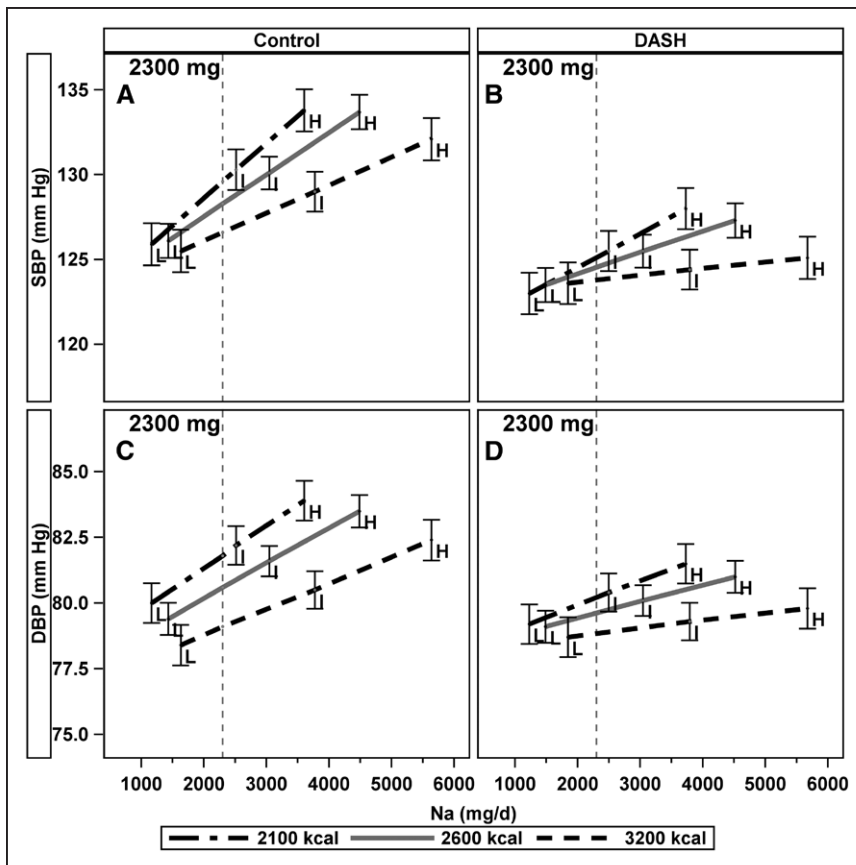 Control
DASH
SBP (mm Hg)
135
130
125
120
2300 mg
A
L
L
L
I
I
I
H
H
H
2300 mg
B
L
L
L
I
I
I
H
H
H
DBP (mm Hg)
85.0
82.5
80.0
77.5
75.0
2300 mg
C
L
L
L
I
I
I
H
H
H
2300 mg
D
L
L
L
I
I
I
H
H
H
1000 2000 3000 4000 5000 6000
1000 2000 3000 4000 5000 6000
Na (mg/d)
2100 kcal 2600 kcal 3200 kcal